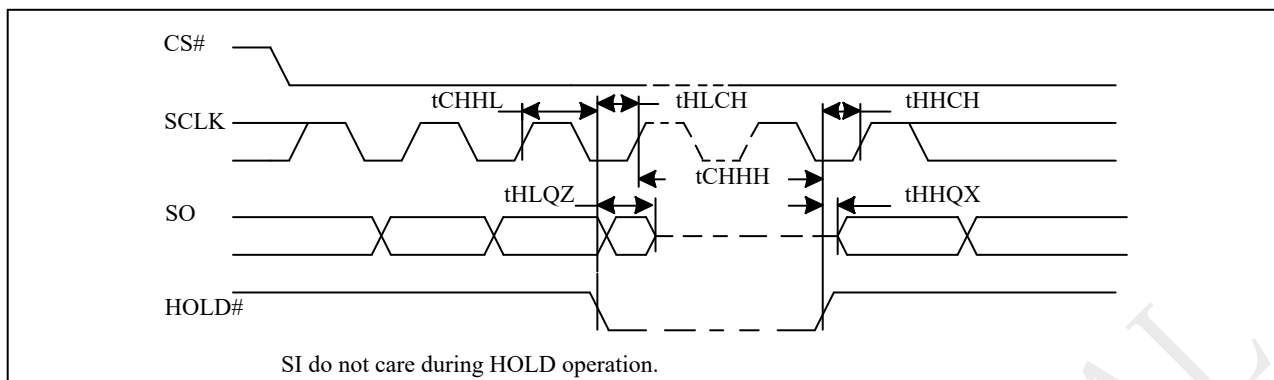 CS#
tCHHL
tHLCH
tHHCH
SCLK
tCHHH
tHLQZ
tHHQX
SO
HOLD#
SI do not care during HOLD operation.